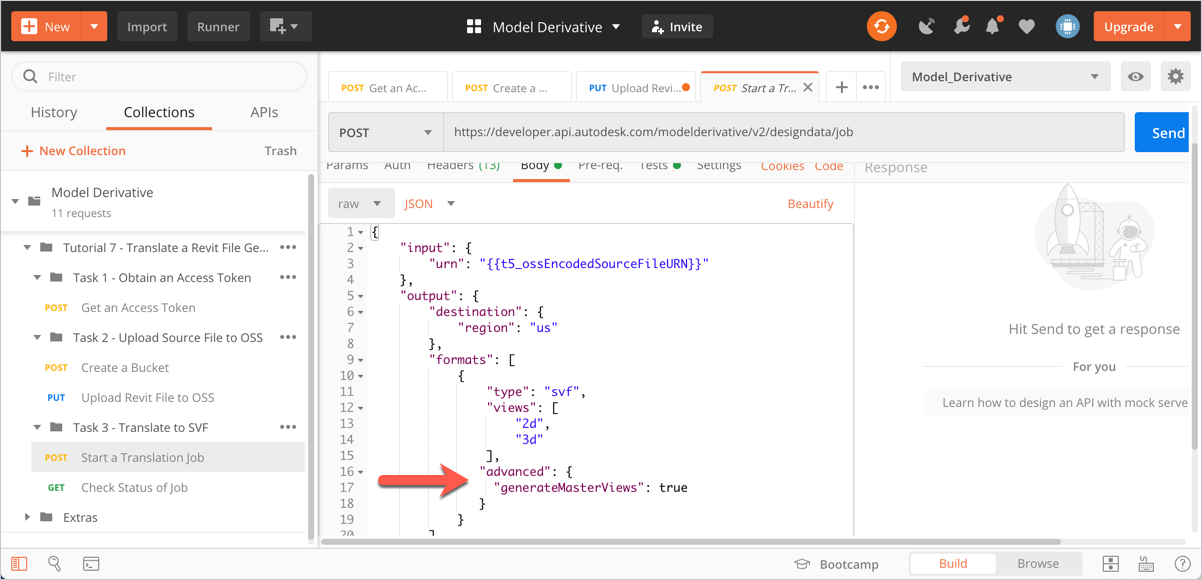 New
Import
Runner
Model Derivative
Invite
Upgrade
Filter
History
Collections
APIs
New Collection
Trash
Model Derivative
11 requests
Tutorial 7 - Translate a Revit File Ge... •••
Task 1 - Obtain an Access Token •••
POST Get an Access Token
Task 2 - Upload Source File to OSS •••
POST Create a Bucket
PUT Upload Revit File to OSS
Task 3 - Translate to SVF •••
POST Start a Translation Job
GET Check Status of Job
Extras
POST Get an Ac...
POST Create a ...
PUT Upload Revi...
POST Start a Tr... ✕
+ •••
Model_Derivative
POST
https://developer.api.autodesk.com/modelderivative/v2/designdata/job
Send
Params Auth Headers (13) Body Pre-req. Tests Settings Cookies Code
Response
raw
JSON
Beautify
1 {
2 "input": {
3 "urn": "{{t5_ossEncodedSourceFileURN}}"
4 },
5 "output": {
6 "destination": {
7 "region": "us"
8 },
9 "formats": [
10 {
11 "type": "svf",
12 "views": [
13 "2d",
14 "3d"
15 ],
16 "advanced": {
17 "generateMasterViews": true
18 }
19 }
20 ]
Hit Send to get a response
For you
Learn how to design an API with mock serve
Bootcamp
Build
Browse